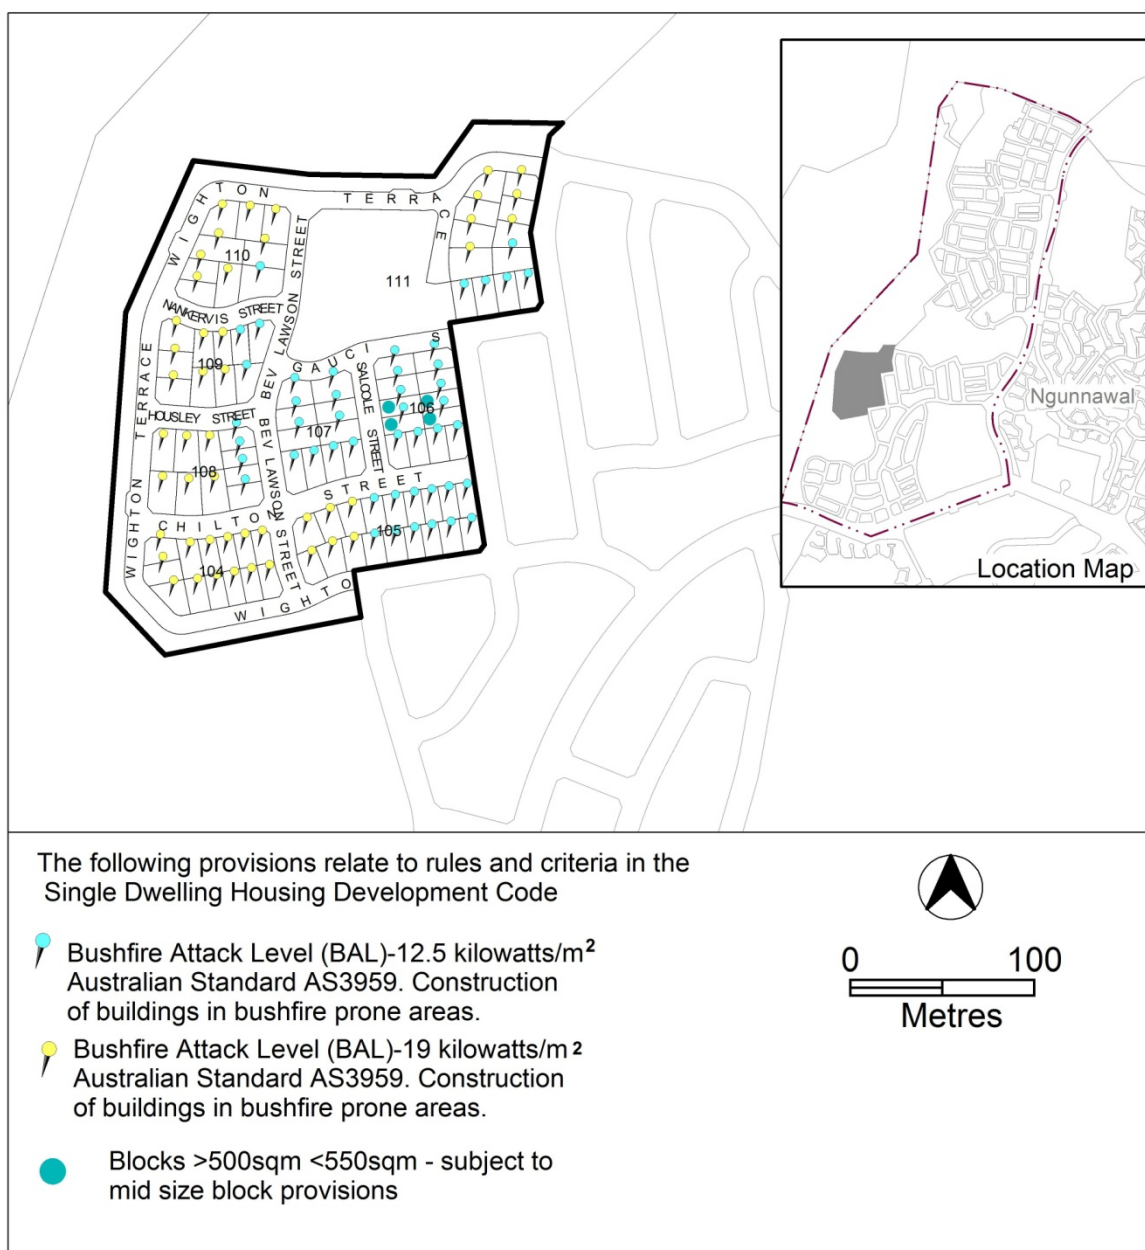 WIGHTON
TERRACE
110
BEV LAWSON STREET
111
NANKERVIS STREET
109
GAUCI S
SALOOLE STREET
106
WIGHTON TERRACE
HOUSLEY STREET
BEV LAWSON STREET
107
108
STREET
CHILTON
105
104
WIGHTO
Ngunnawal
Location Map
The following provisions relate to rules and criteria in the
Single Dwelling Housing Development Code
Bushfire Attack Level (BAL)-12.5 kilowatts/m²
Australian Standard AS3959. Construction
of buildings in bushfire prone areas.
Bushfire Attack Level (BAL)-19 kilowatts/m²
Australian Standard AS3959. Construction
of buildings in bushfire prone areas.
Blocks >500sqm <550sqm - subject to
mid size block provisions
0 100
Metres